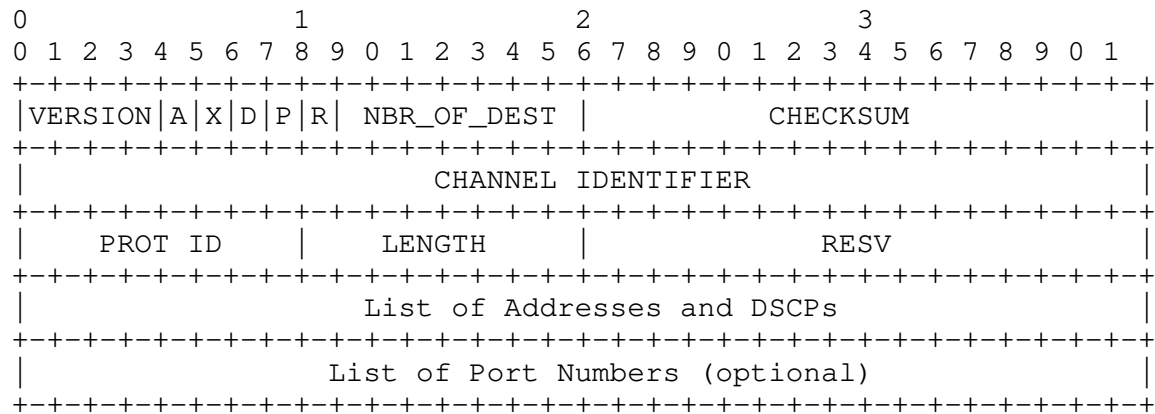 0               1               2               3
0 1 2 3 4 5 6 7 8 9 0 1 2 3 4 5 6 7 8 9 0 1 2 3 4 5 6 7 8 9 0 1
+-+-+-+-+-+-+-+-+-+-+-+-+-+-+-+-+-+-+-+-+-+-+-+-+-+-+-+-+-+-+-+-+
|VERSION|A|X|D|P|R| NBR_OF_DEST |          CHECKSUM             |
+-+-+-+-+-+-+-+-+-+-+-+-+-+-+-+-+-+-+-+-+-+-+-+-+-+-+-+-+-+-+-+-+
|                       CHANNEL IDENTIFIER                      |
+-+-+-+-+-+-+-+-+-+-+-+-+-+-+-+-+-+-+-+-+-+-+-+-+-+-+-+-+-+-+-+-+
|    PROT ID    |    LENGTH     |             RESV              |
+-+-+-+-+-+-+-+-+-+-+-+-+-+-+-+-+-+-+-+-+-+-+-+-+-+-+-+-+-+-+-+-+
|                   List of Addresses and DSCPs                 |
+-+-+-+-+-+-+-+-+-+-+-+-+-+-+-+-+-+-+-+-+-+-+-+-+-+-+-+-+-+-+-+-+
|                 List of Port Numbers (optional)               |
+-+-+-+-+-+-+-+-+-+-+-+-+-+-+-+-+-+-+-+-+-+-+-+-+-+-+-+-+-+-+-+-+